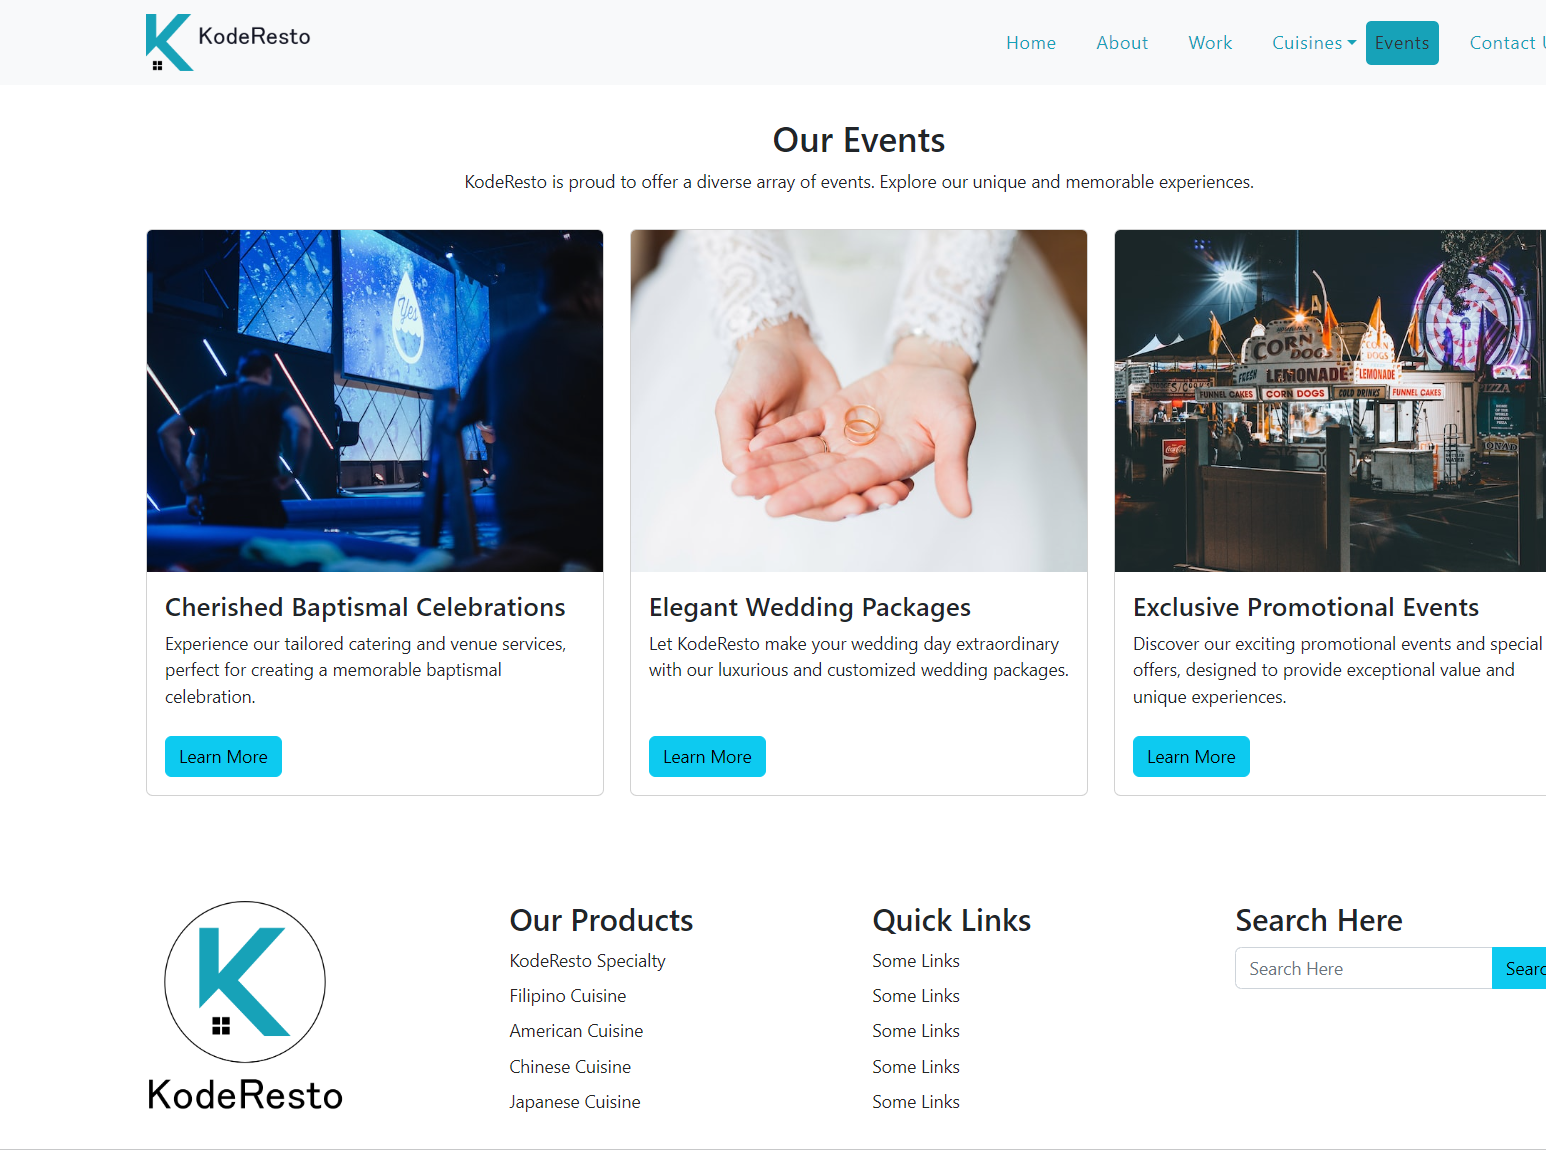 KodeResto
Home About Work Cuisines Events Contact
Our Events
KodeResto is proud to offer a diverse array of events. Explore our unique and memorable experiences.
Yes
CORN DOGS
CORN DOGS
FRESH LEMONADE LEMONADE
FUNNEL CAKES CORN DOGS COLD DRINKS FUNNEL CAKES
PIZZA
Coca-Cola
Cherished Baptismal Celebrations
Experience our tailored catering and venue services,
perfect for creating a memorable baptismal
celebration.
Learn More
Elegant Wedding Packages
Let KodeResto make your wedding day extraordinary
with our luxurious and customized wedding packages.
Learn More
Exclusive Promotional Events
Discover our exciting promotional events and special
offers, designed to provide exceptional value and
unique experiences.
Learn More
KodeResto
Our Products
KodeResto Specialty
Filipino Cuisine
American Cuisine
Chinese Cuisine
Japanese Cuisine
Quick Links
Some Links
Some Links
Some Links
Some Links
Some Links
Search Here
Search Here